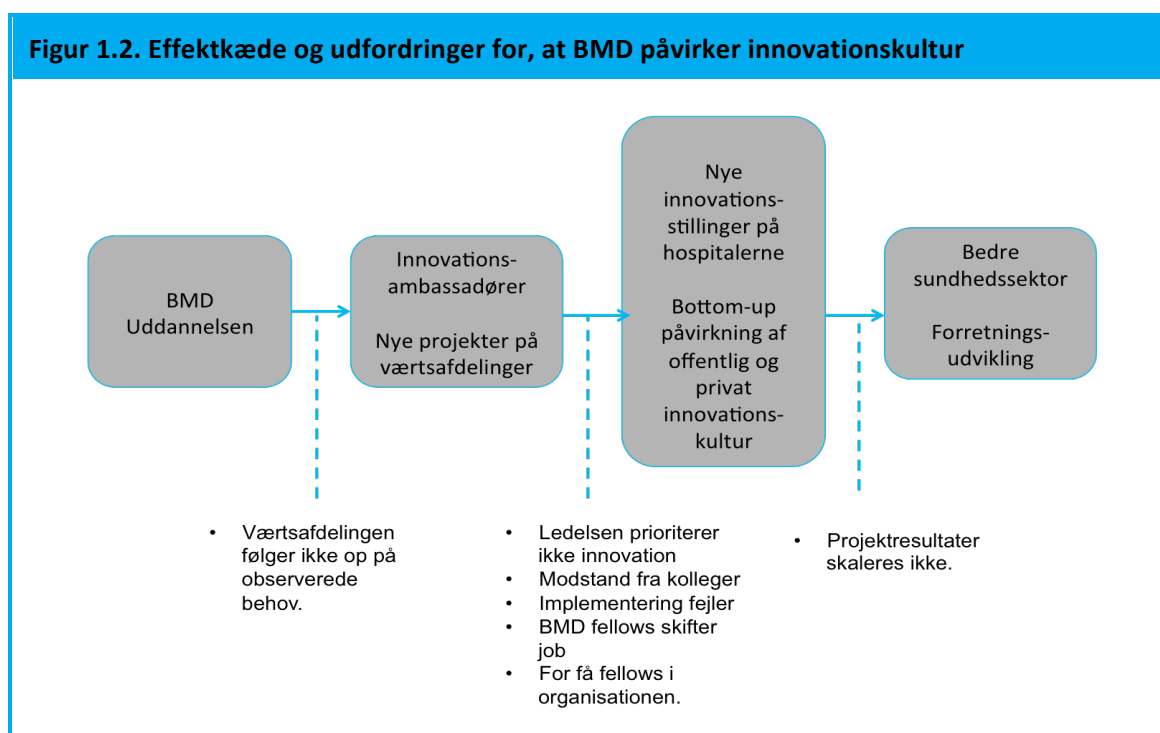 Figur 1.2. Effektkæde og udfordringer for, at BMD påvirker innovationskultur
BMD
Uddannelsen
Innovations-
ambassadører
Nye projekter på
værtsafdelinger
Nye
innovations-
stillinger på
hospitalerne
Bottom-up
påvirkning af
offentlig og
privat
innovations-
kultur
Bedre
sundhedssektor
Forretnings-
udvikling
• Værtsafdelingen
følger ikke op på
observerede
behov.
• Ledelsen prioriterer
ikke innovation
• Modstand fra kolleger
• Implementering fejler
• BMD fellows skifter
job
• For få fellows i
organisationen.
• Projektresultater
skaleres ikke.